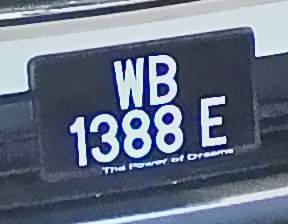 WB
1388 E
The Power of Dreams